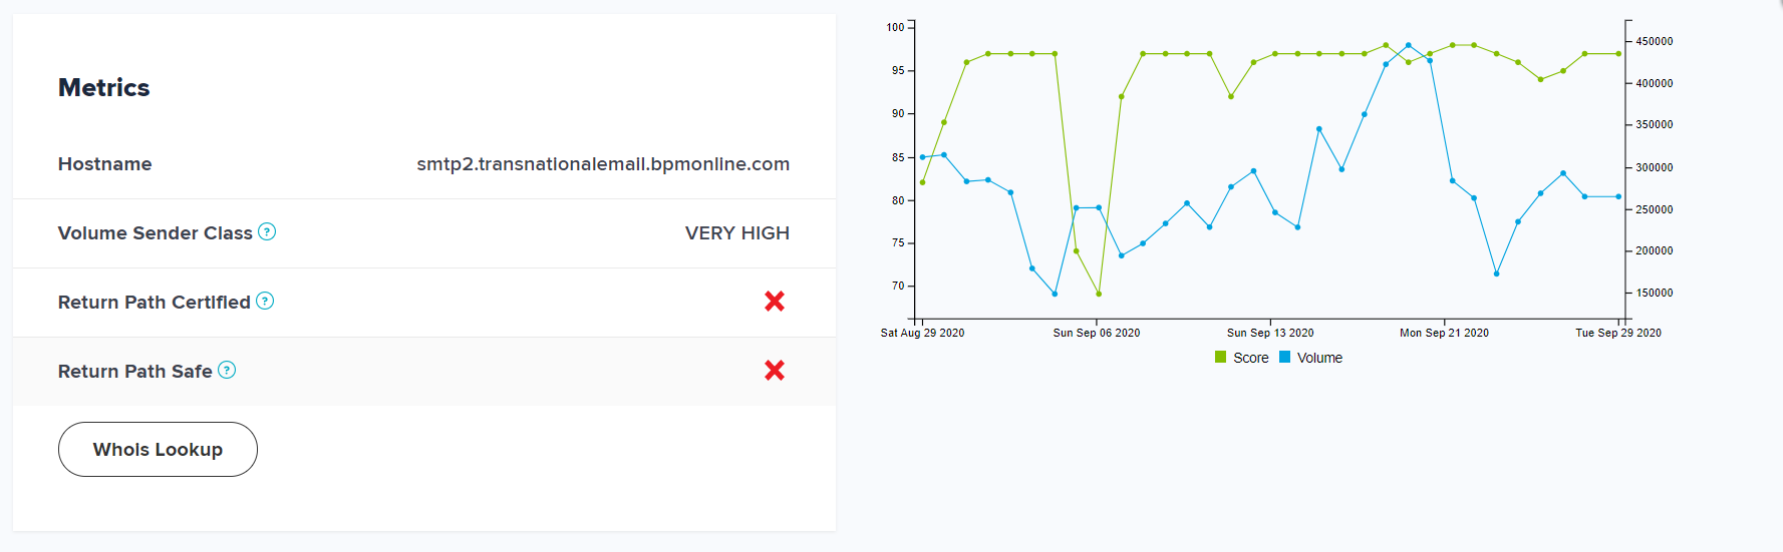 Metrics
Hostname smtp2.transnationalemail.bpmonline.com
Volume Sender Class ? VERY HIGH
Return Path Certified ?
Return Path Safe ?
Whois Lookup
100
95
90
85
80
75
70
450000
400000
350000
300000
250000
200000
150000
Sat Aug 29 2020 Sun Sep 06 2020 Sun Sep 13 2020 Mon Sep 21 2020 Tue Sep 29 2020
Score Volume